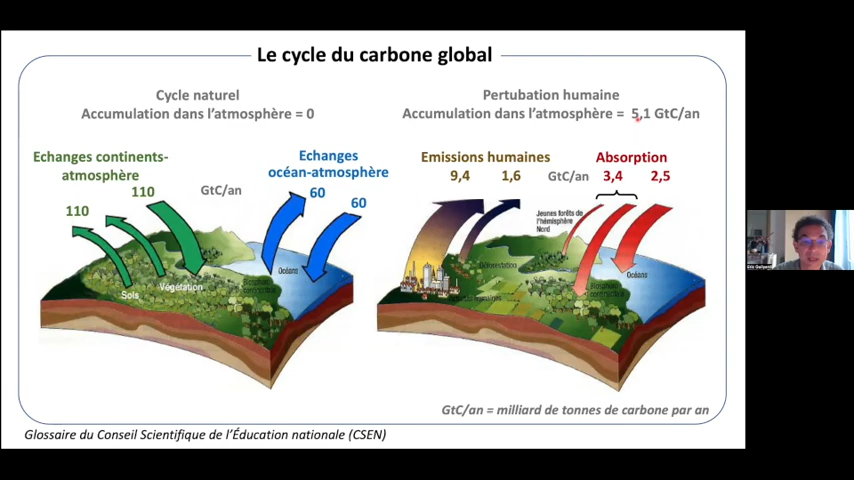 Le cycle du carbone global
Cycle naturel
Accumulation dans l'atmosphère = 0
Echanges continents-
atmosphère
110
110
GtC/an
Echanges
océan-atmosphère
60
60
Sols
Végétation
Océans
Pertubation humaine
Accumulation dans l'atmosphère = 5,1 GtC/an
Emissions humaines
9,4
1,6
GtC/an
Absorption
3,4
2,5
Jeunes forêts de
l'hémisphère
Nord
Déforestation
Océans
GtC/an = milliard de tonnes de carbone par an
Glossaire du Conseil Scientifique de l'Éducation nationale (CSEN)